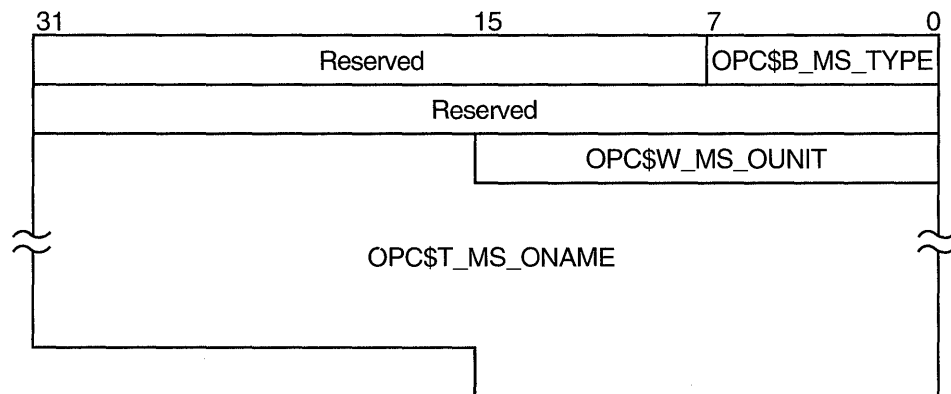 31 15 7 0
Reserved OPC$B_MS_TYPE
Reserved
OPC$W_MS_OUNIT
OPC$T_MS_ONAME